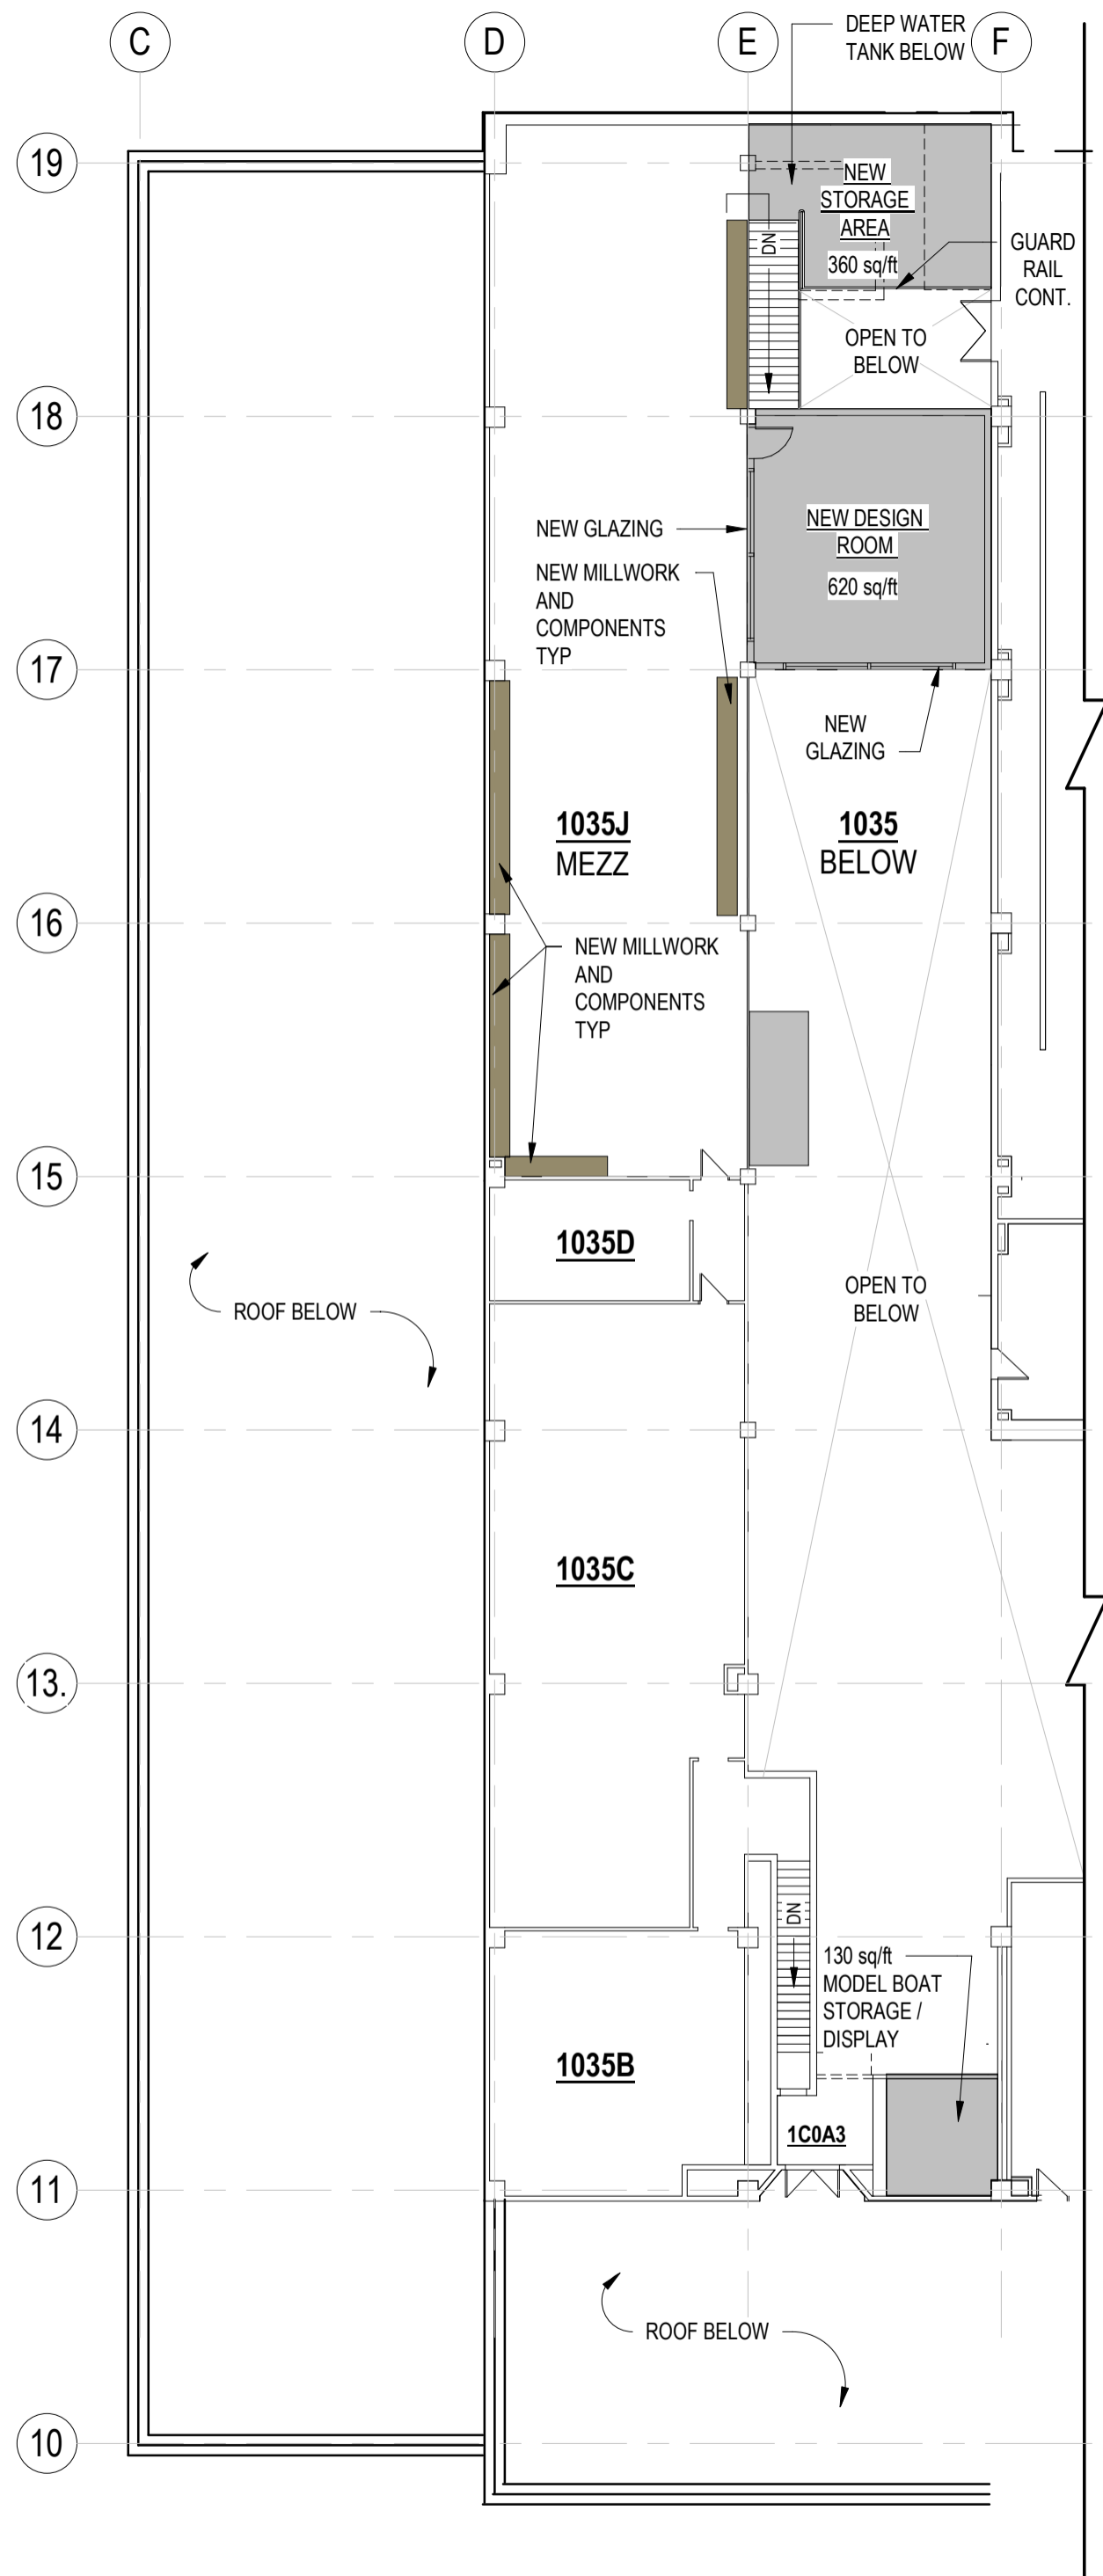 C
D
E
F
DEEP WATER
TANK BELOW
19
NEW
STORAGE
AREA
360 sq/ft
DN
GUARD
RAIL
CONT.
OPEN TO
BELOW
18
NEW GLAZING
NEW DESIGN
ROOM
620 sq/ft
NEW MILLWORK
AND
COMPONENTS
TYP
17
NEW
GLAZING
1035J
MEZZ
1035
BELOW
16
NEW MILLWORK
AND
COMPONENTS
TYP
15
1035D
ROOF BELOW
OPEN TO
BELOW
14
1035C
13.
12
DN
130 sq/ft
MODEL BOAT
STORAGE /
DISPLAY
1035B
1C0A3
11
ROOF BELOW
10